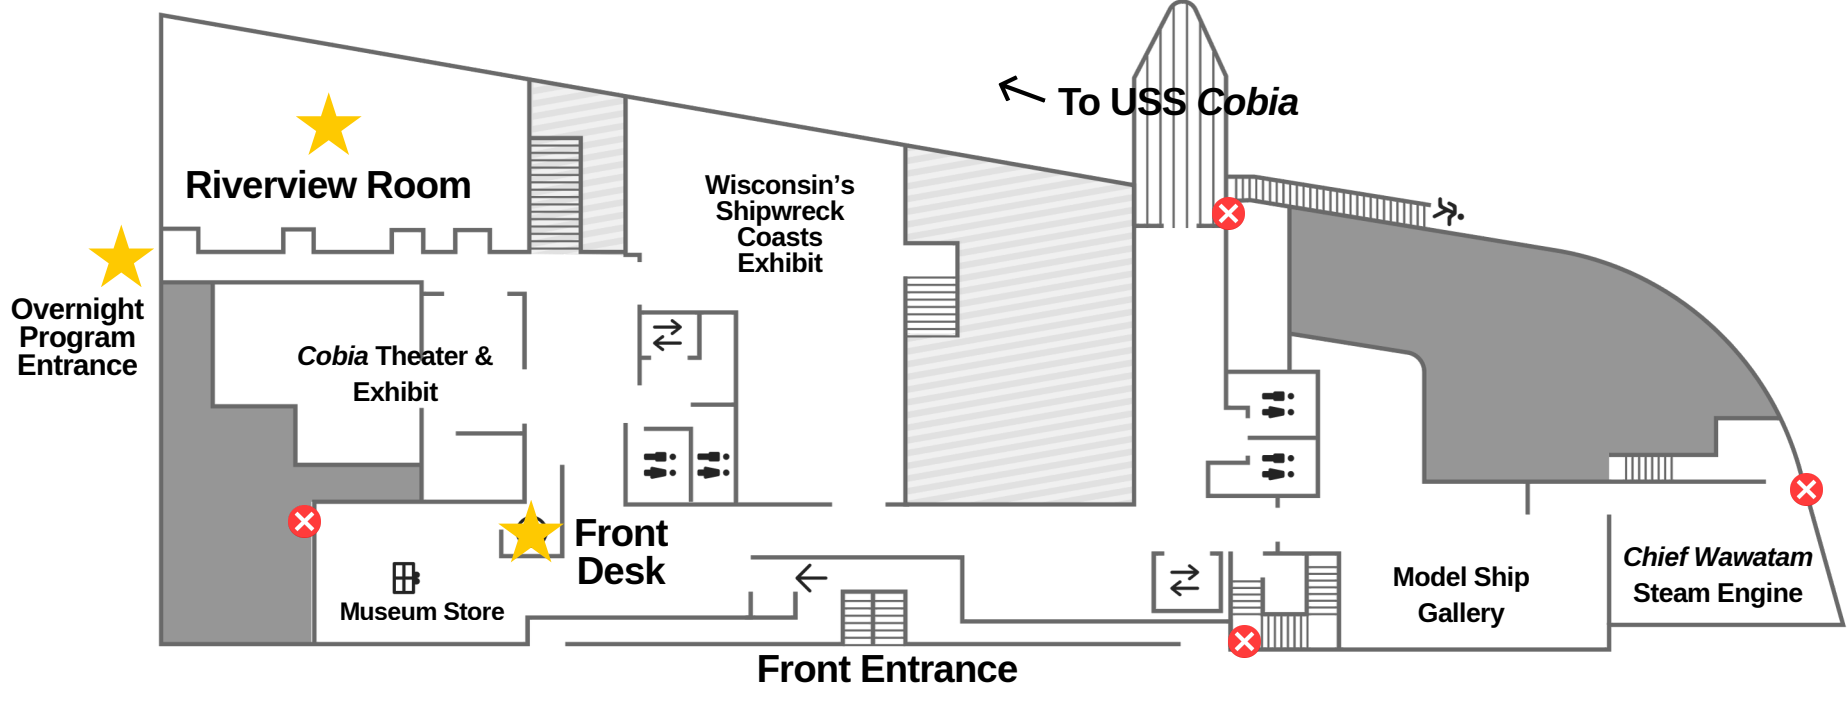 To USS Cobia
Riverview Room
Wisconsin’s
Shipwreck
Coasts
Exhibit
Overnight
Program
Entrance
Cobia Theater &
Exhibit
Front
Desk
Museum Store
Model Ship
Gallery
Chief Wawatam
Steam Engine
Front Entrance